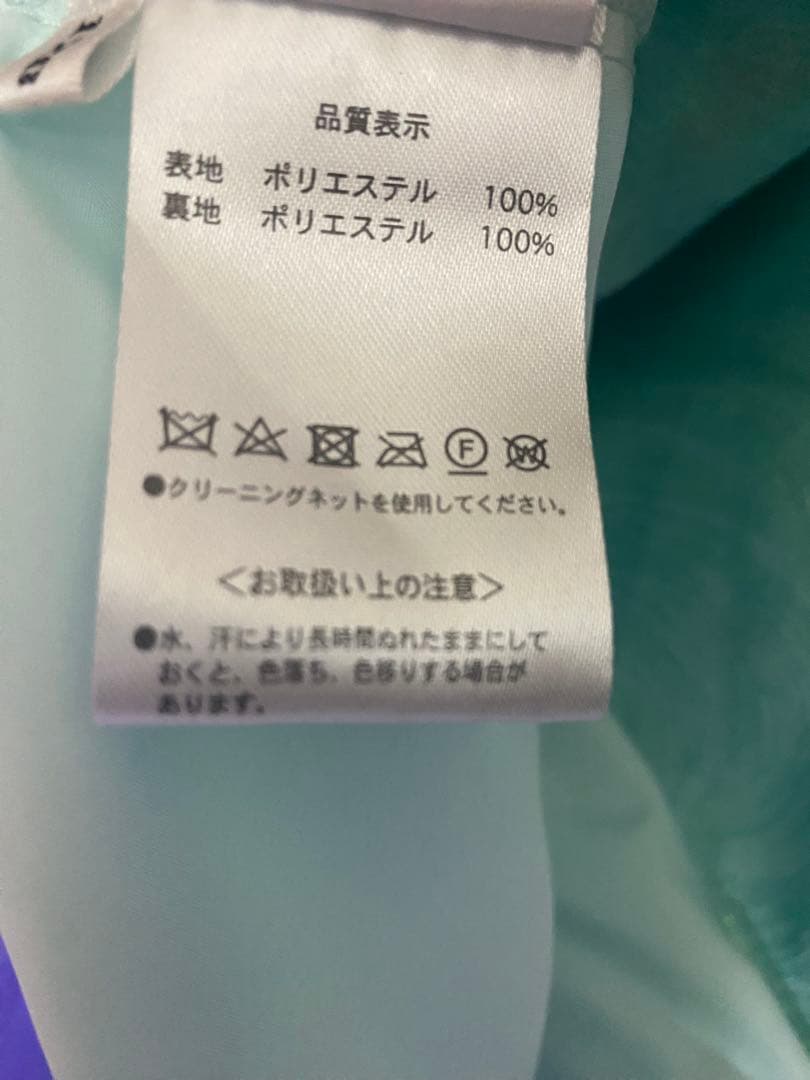 品質表示
表地 ポリエステル 100%
裏地 ポリエステル 100%
F W
●クリーニングネットを使用してください。
＜お取扱い上の注意＞
●水、汗により長時間ぬれたままにして
おくと、色落ち、色移りする場合が
あります。